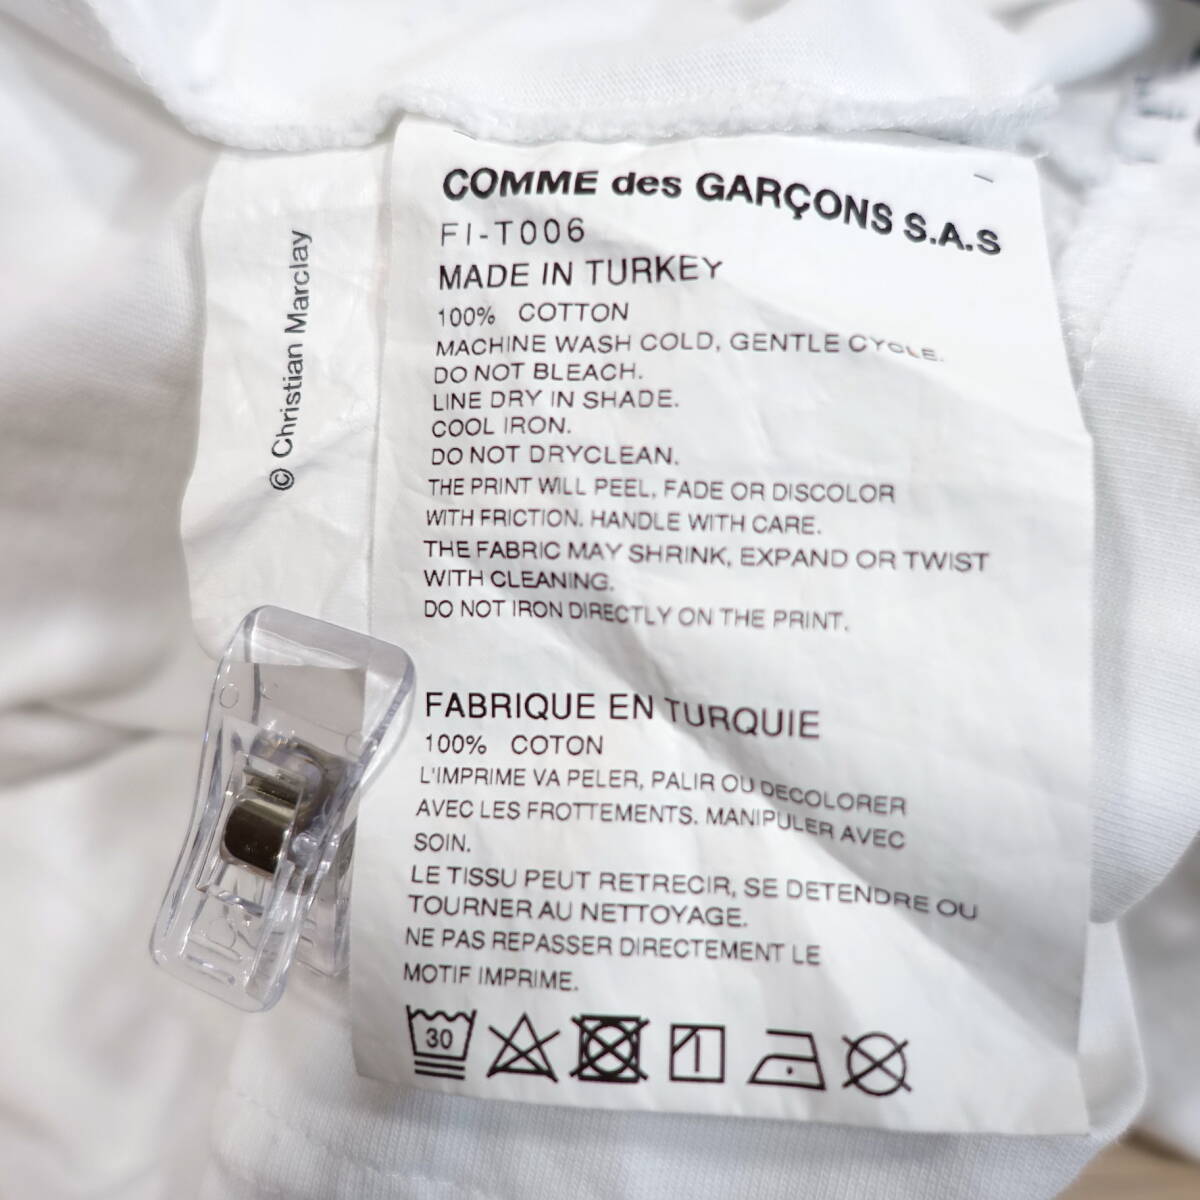 © Christian Marclay
COMME des GARÇONS S.A.S
FI-T006
MADE IN TURKEY
100% COTTON
MACHINE WASH COLD, GENTLE CYCLE.
DO NOT BLEACH.
LINE DRY IN SHADE.
COOL IRON.
DO NOT DRYCLEAN.
THE PRINT WILL PEEL, FADE OR DISCOLOR
WITH FRICTION. HANDLE WITH CARE.
THE FABRIC MAY SHRINK, EXPAND OR TWIST
WITH CLEANING.
DO NOT IRON DIRECTLY ON THE PRINT.
FABRIQUE EN TURQUIE
100% COTON
L'IMPRIME VA PELER, PALIR OU DECOLORER
AVEC LES FROTTEMENTS. MANIPULER AVEC
SOIN.
LE TISSU PEUT RETRECIR, SE DETENDRE OU
TOURNER AU NETTOYAGE.
NE PAS REPASSER DIRECTEMENT LE
MOTIF IMPRIME.
30